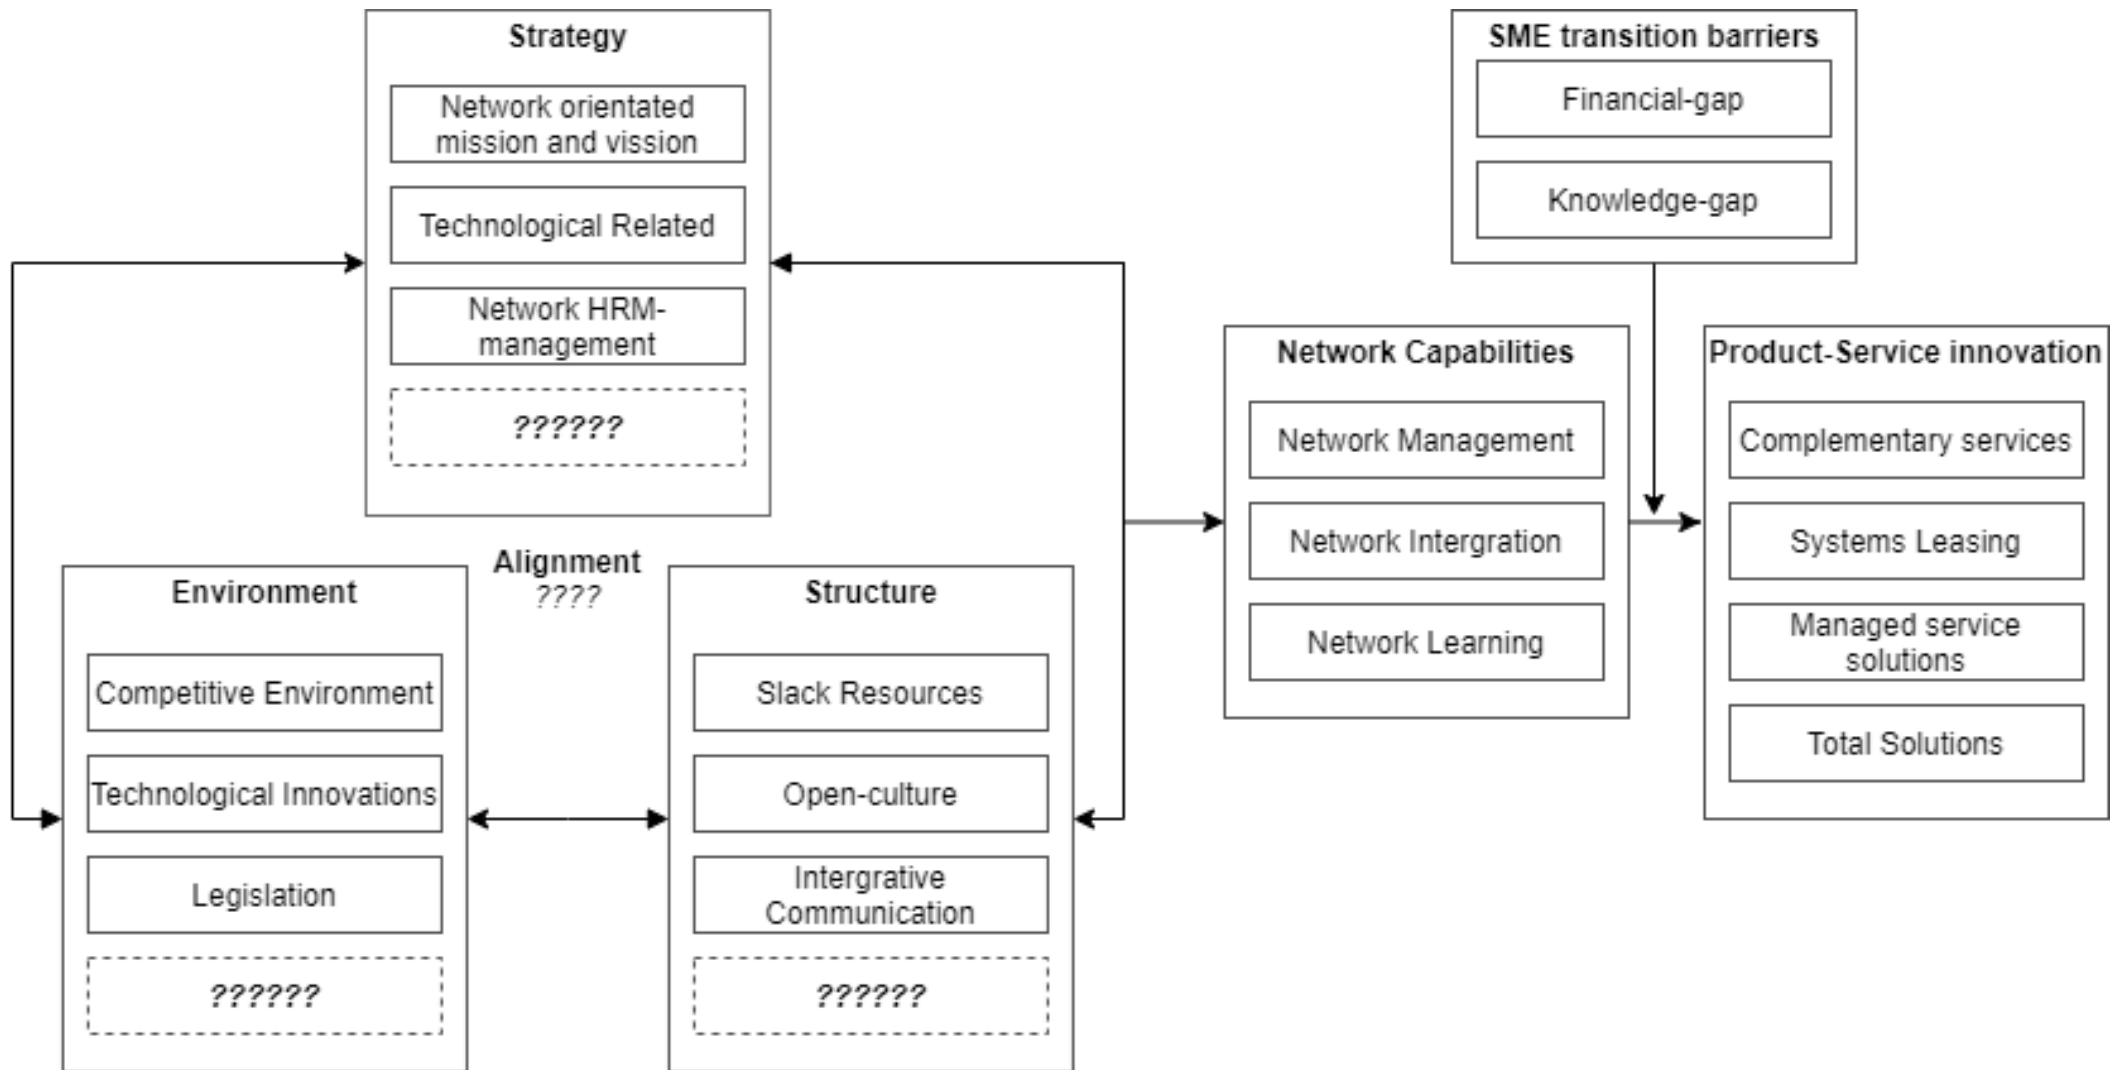 Strategy
Network orientated
mission and vission
Technological Related
Network HRM-
management
??????
SME transition barriers
Financial-gap
Knowledge-gap
Alignment
????
Environment
Competitive Environment
Technological Innovations
Legislation
??????
Structure
Slack Resources
Open-culture
Intergrative
Communication
??????
Network Capabilities
Network Management
Network Intergration
Network Learning
Product-Service innovation
Complementary services
Systems Leasing
Managed service
solutions
Total Solutions